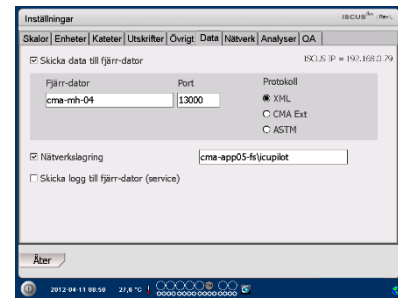 Inställningar
ISCUS
Skalor Enheter Kateter Utskrifter Övrigt Data Nätverk Analyser QA
Skicka data till fjärr-dator
ISCUS IP = 192.168.0.79
Fjärr-dator Port Protokoll
cma-mh-04 13000 XML
CMA Ext
ASTM
Nätverkslagring cma-app05-fs\icupilot
Skicka logg till fjärr-dator (service)
Åter
2012-04-11 08:50 27,6 °C